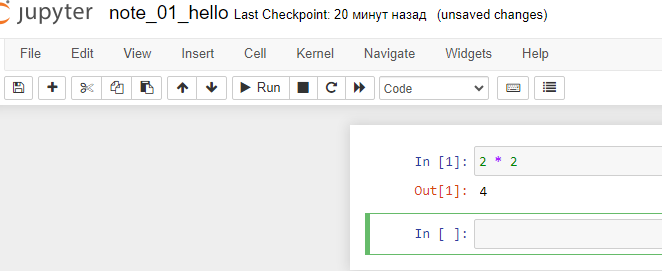 jupyter note_01_hello Last Checkpoint: 20 минут назад (unsaved changes)
File Edit View Insert Cell Kernel Navigate Widgets Help
Run Code
In [1]: 2 * 2
Out[1]: 4
In [ ]: